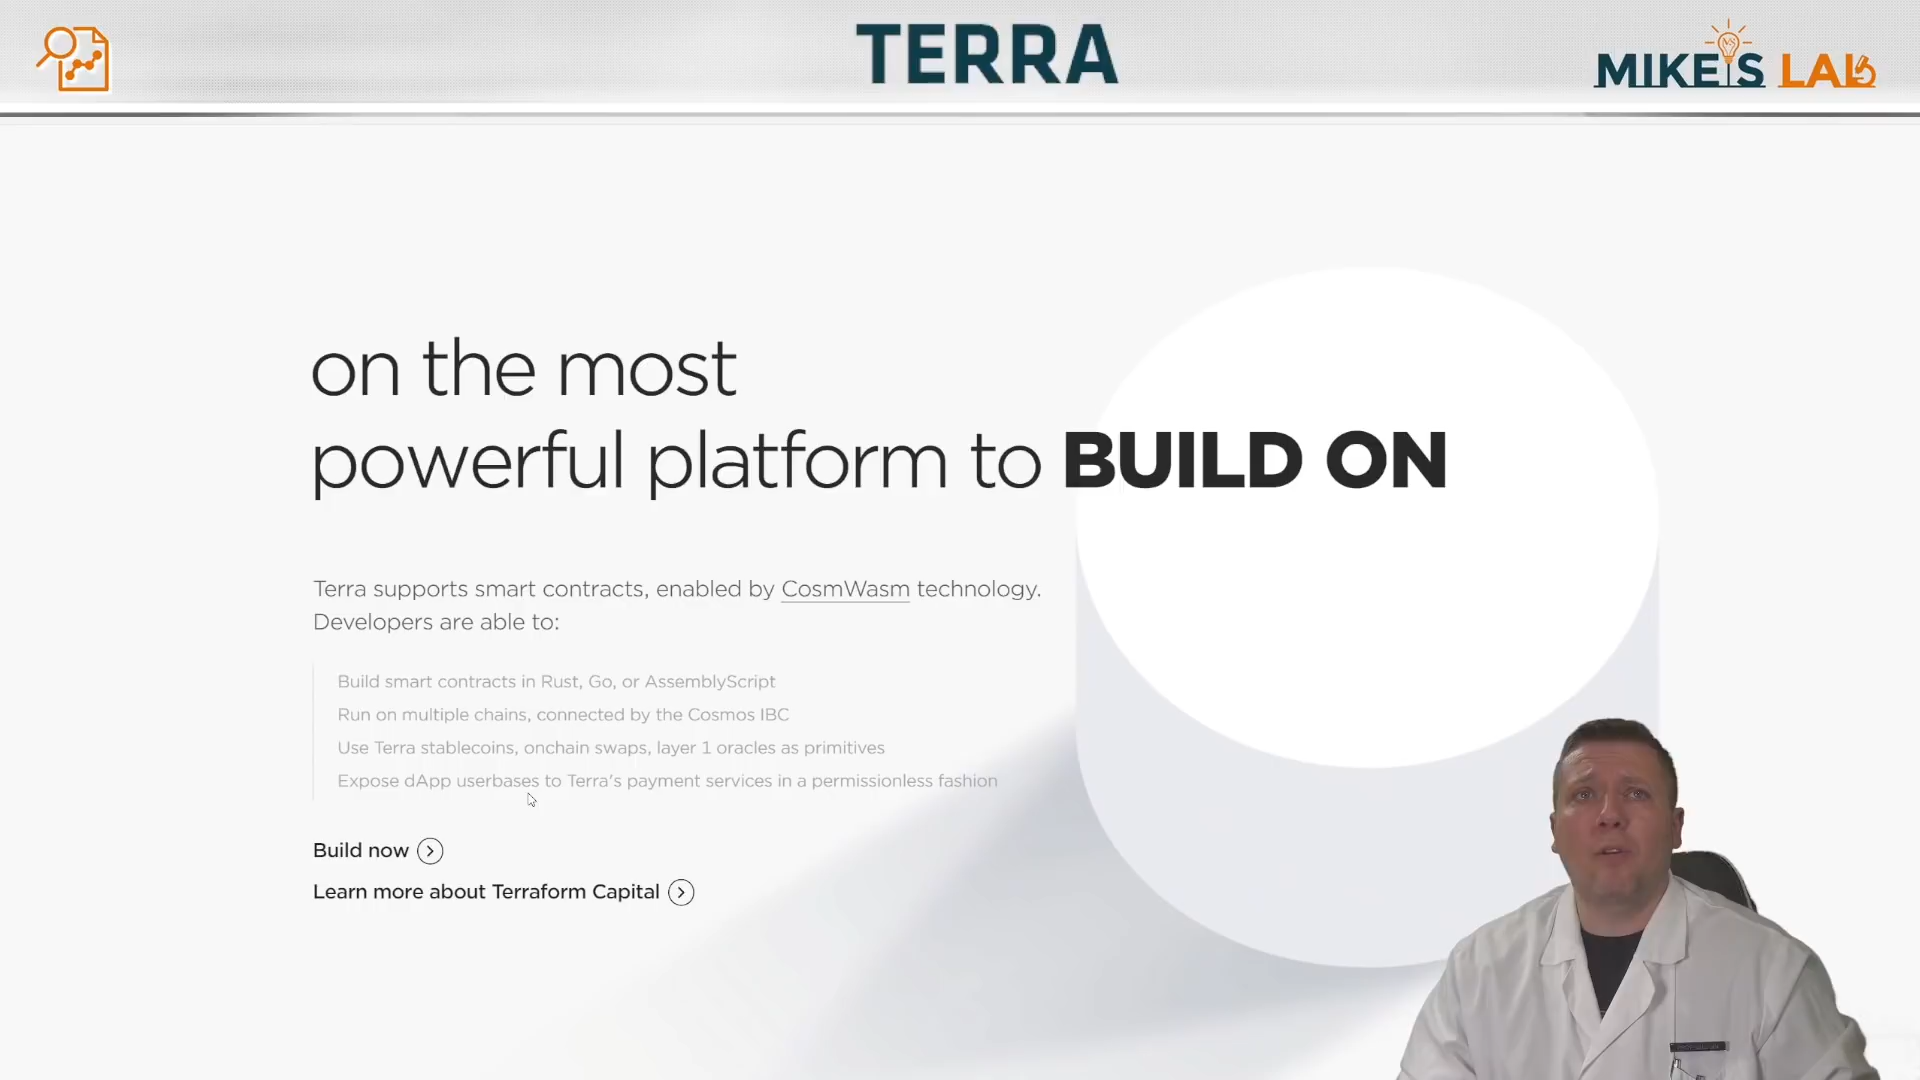 TERRA
MIKE'S LAB
on the most
powerful platform to BUILD ON
Terra supports smart contracts, enabled by CosmWasm technology.
Developers are able to:
Build smart contracts in Rust, Go, or AssemblyScript
Run on multiple chains, connected by the Cosmos IBC
Use Terra stablecoins, onchain swaps, layer 1 oracles as primitives
Expose dApp userbases to Terra's payment services in a permissionless fashion
Build now
Learn more about Terraform Capital